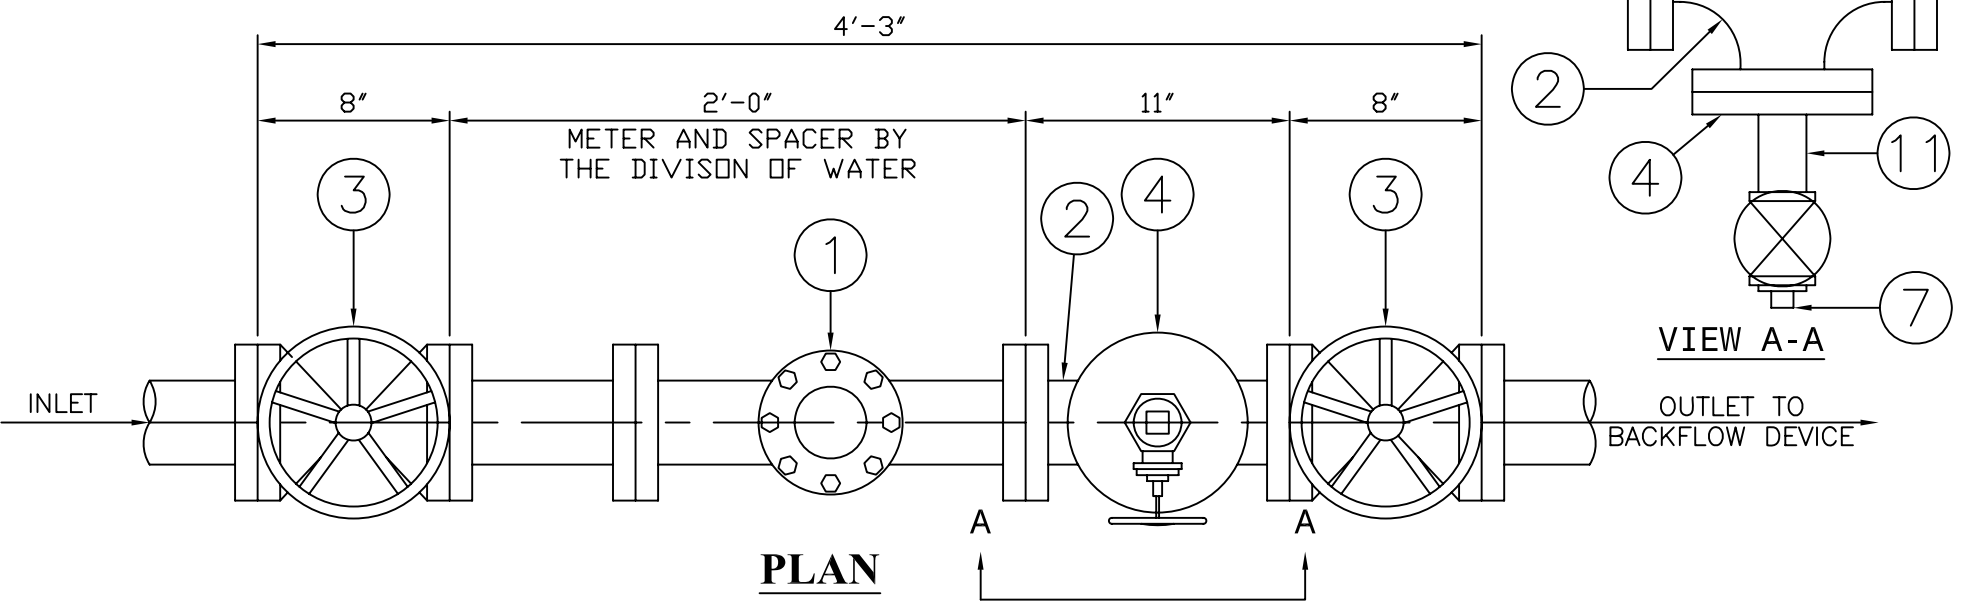 4'-3"
8"
2'-0"
11"
8"
METER AND SPACER BY
THE DIVISON OF WATER
3
1
2
4
3
INLET
OUTLET TO
BACKFLOW DEVICE
A
A
PLAN
2
4
11
7
VIEW A-A